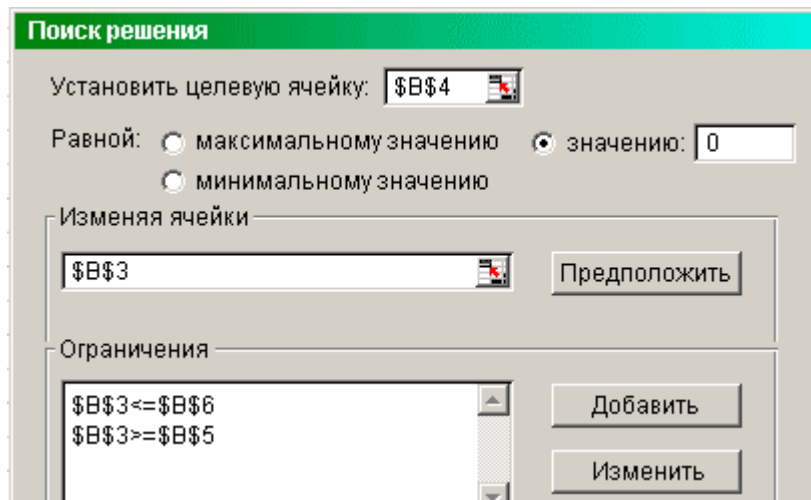 Поиск решения
Установить целевую ячейку: $B$4
Равной: максимальному значению значению: 0
минимальному значению
Изменяя ячейки
$B$3 Предположить
Ограничения
$B$3<=$B$6 Добавить
$B$3>=$B$5
Изменить